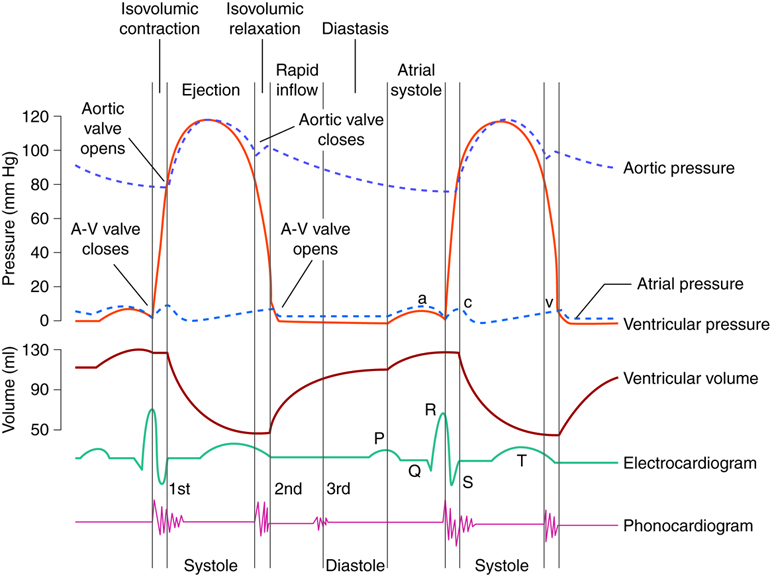 Isovolumic
contraction
Isovolumic
relaxation
Diastasis
Ejection
Rapid
inflow
Atrial
systole
Aortic
valve
opens
Aortic valve
closes
A-V valve
closes
A-V valve
opens
Pressure (mm Hg)
120
100
80
60
40
20
0
a
c
v
Aortic pressure
Atrial pressure
Ventricular pressure
Volume (ml)
130
90
50
Ventricular volume
P
Q
R
S
T
Electrocardiogram
1st
2nd
3rd
Phonocardiogram
Systole
Diastole
Systole